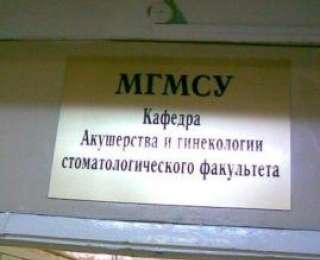 МГМСУ
Кафедра
Акушерства и гинекологии
стоматологического факультета